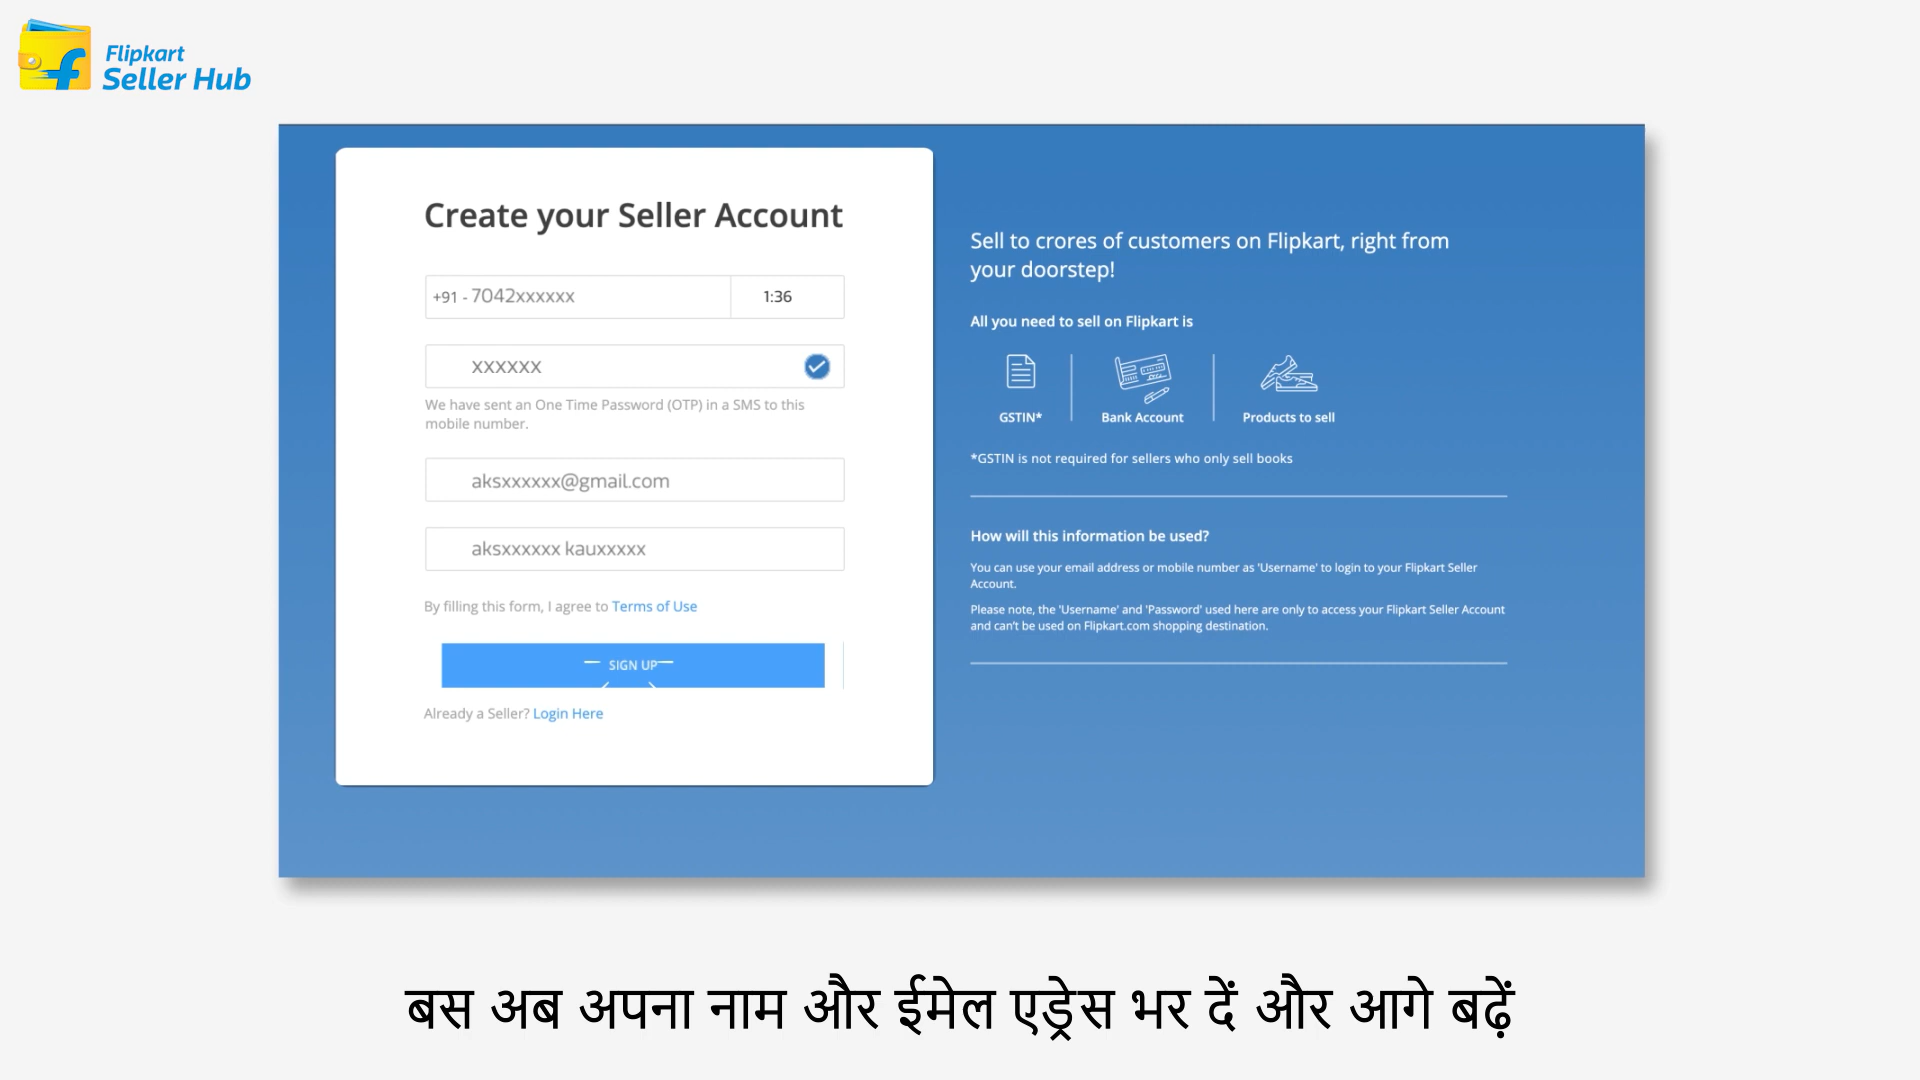 Flipkart
Seller Hub
Create your Seller Account
+91 - 7042xxxxxx
1:36
xxxxxx
We have sent an One Time Password (OTP) in a SMS to this
mobile number.
aksxxxxxx@gmail.com
aksxxxxxx kauxxxxx
By filling this form, I agree to Terms of Use
SIGN UP
Already a Seller? Login Here
Sell to crores of customers on Flipkart, right from
your doorstep!
All you need to sell on Flipkart is
GSTIN*
Bank Account
Products to sell
*GSTIN is not required for sellers who only sell books
How will this information be used?
You can use your email address or mobile number as 'Username' to login to your Flipkart Seller
Account.
Please note, the 'Username' and 'Password' used here are only to access your Flipkart Seller Account
and can't be used on Flipkart.com shopping destination.
बस अब अपना नाम और ईमेल एड्रेस भर दें और आगे बढ़ें